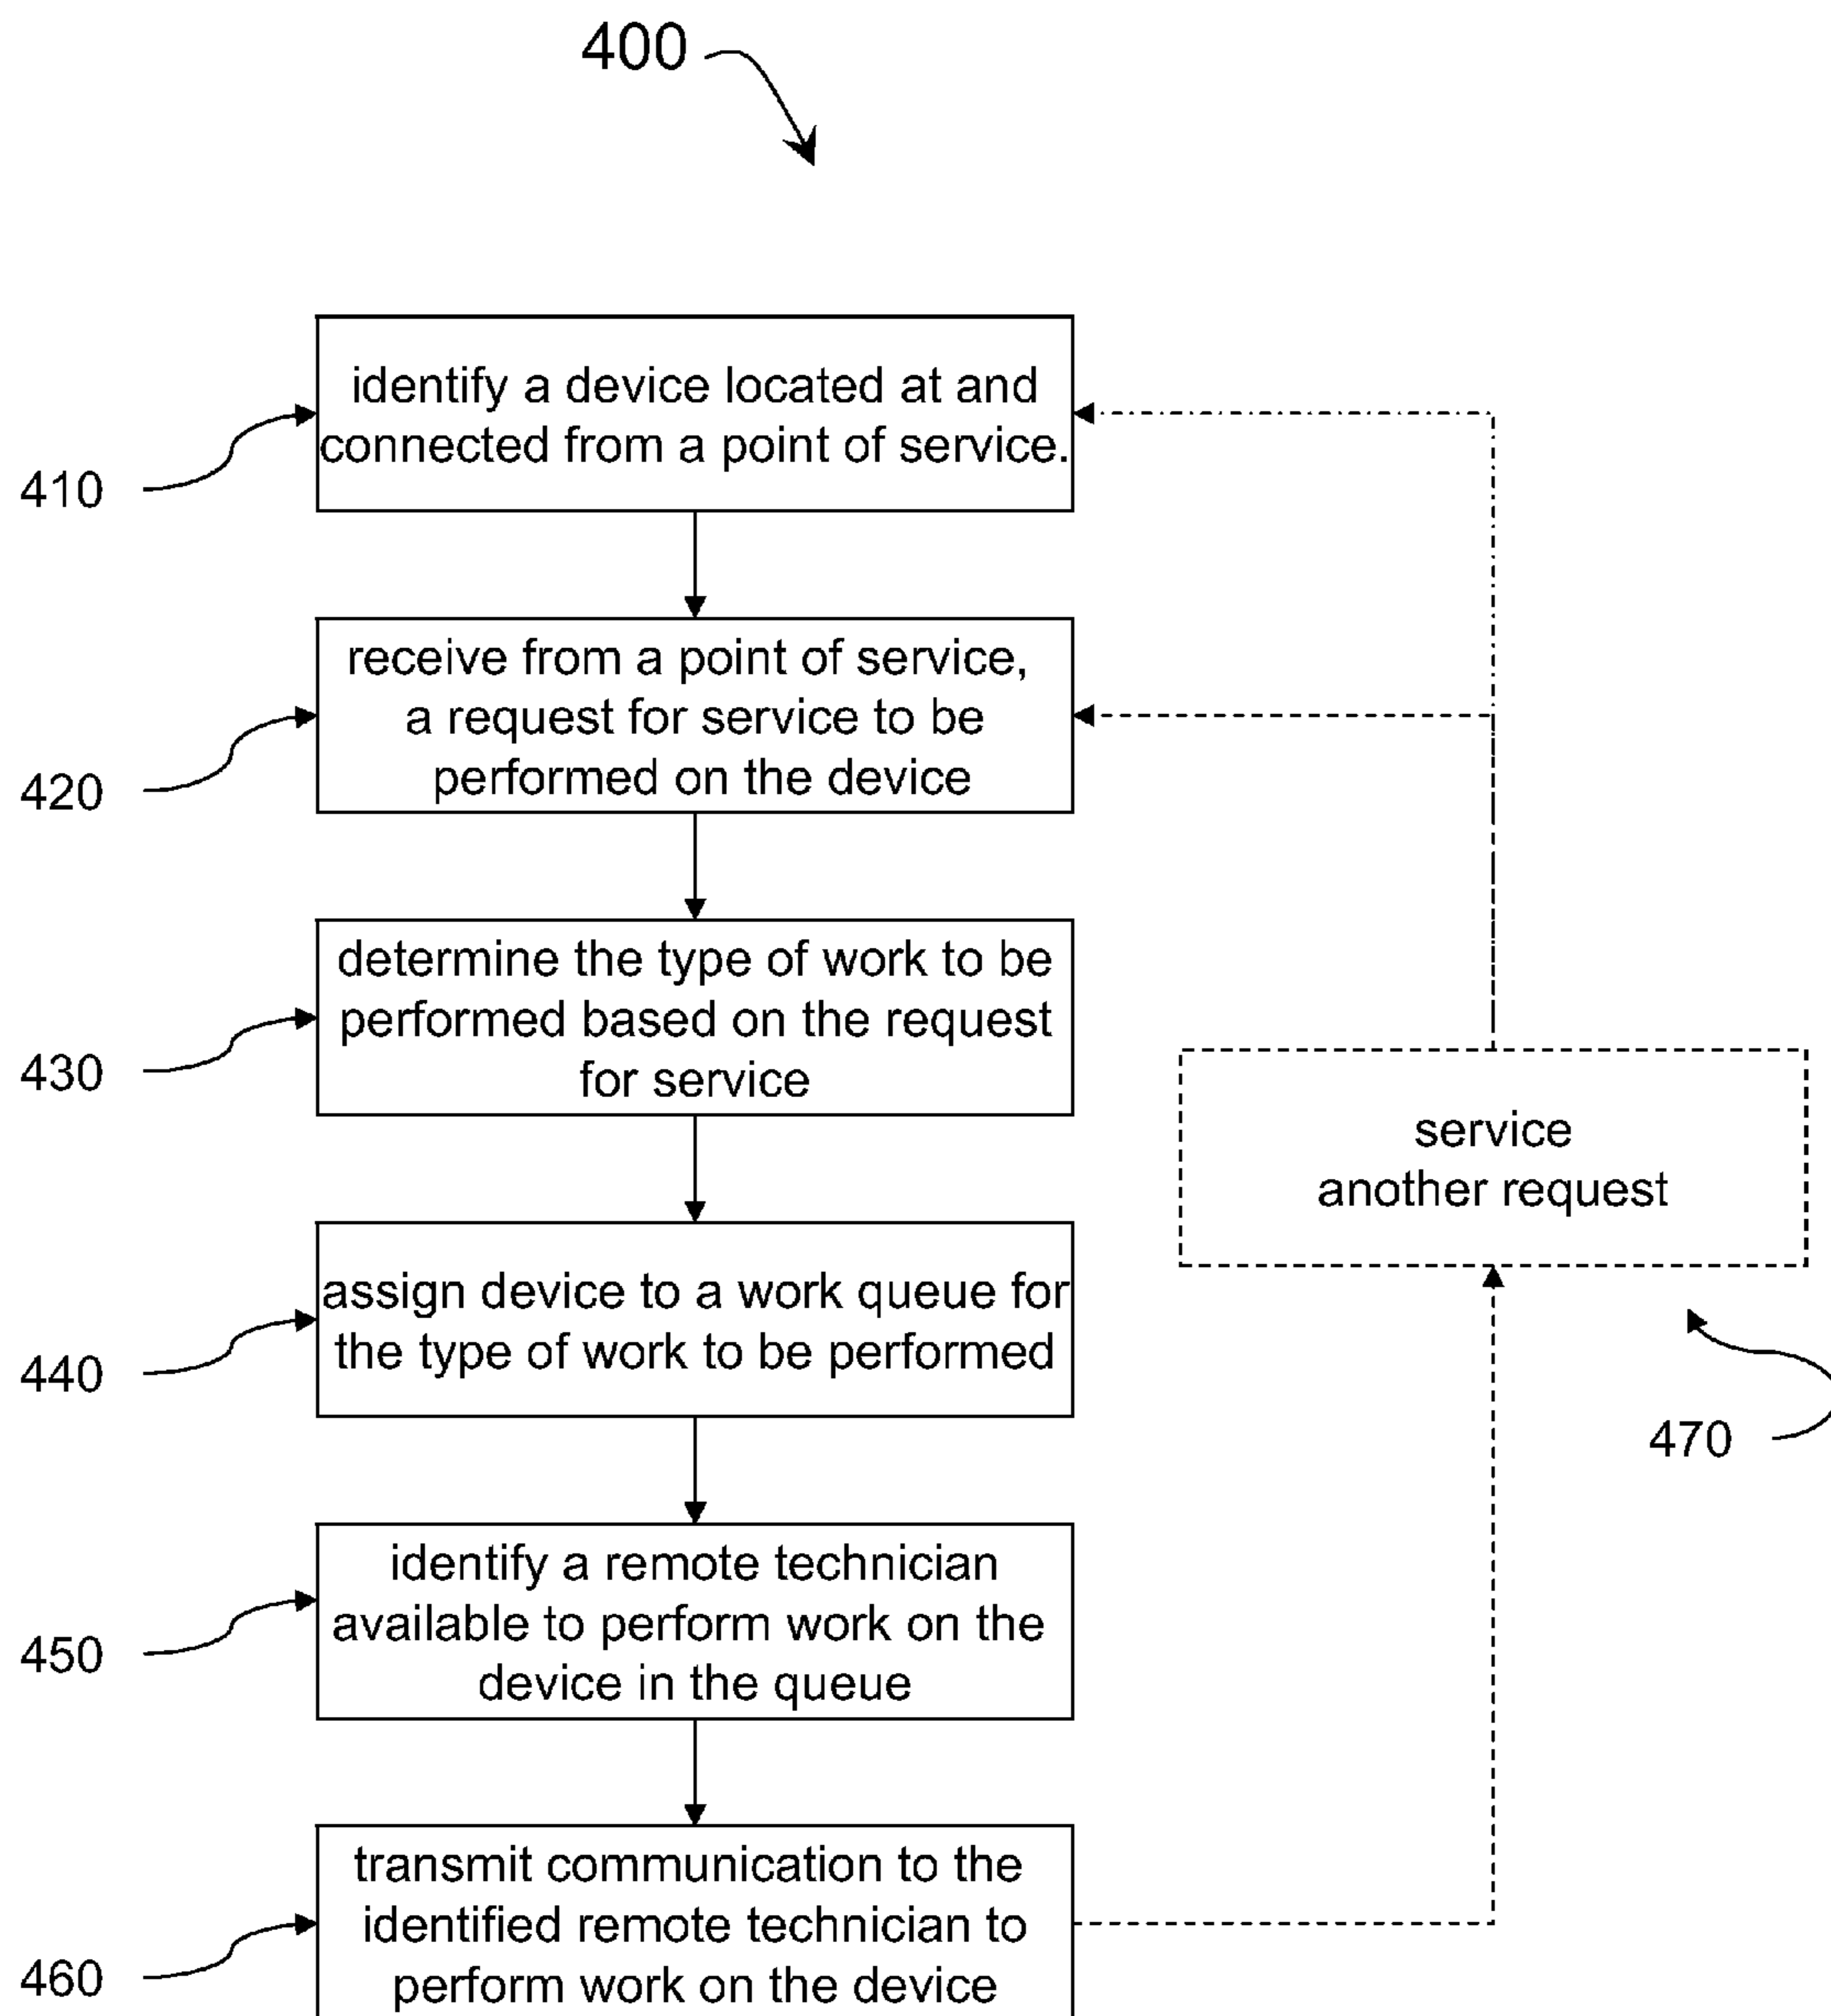 400
identify a device located at and
connected from a point of service.
410
receive from a point of service,
a request for service to be
performed on the device
420
determine the type of work to be
performed based on the request
for service
430
service
another request
assign device to a work queue for
the type of work to be performed
440
470
identify a remote technician
available to perform work on the
device in the queue
450
transmit communication to the
identified remote technician to
perform work on the device
460